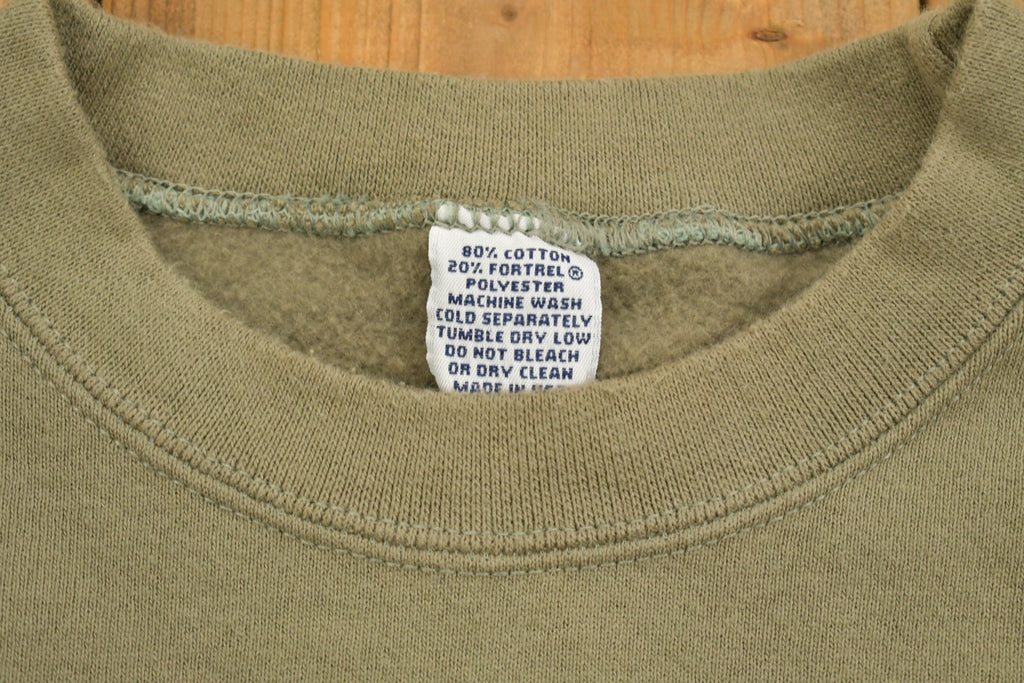 80% COTTON
20% FORTREL®
POLYESTER
MACHINE WASH
COLD SEPARATELY
TUMBLE DRY LOW
DO NOT BLEACH
OR DRY CLEAN
MADE IN